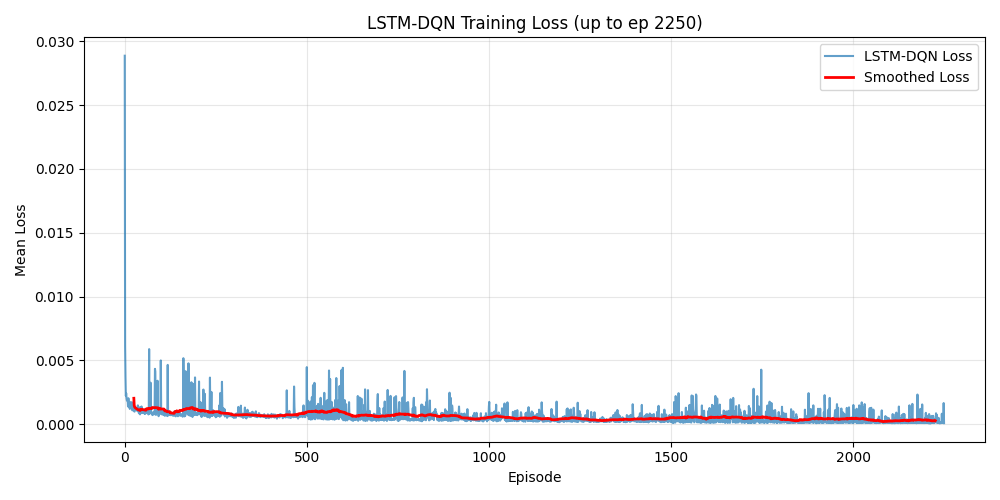 LSTM-DQN Training Loss (up to ep 2250)
LSTM-DQN Loss
Smoothed Loss
Mean Loss
0.030
0.025
0.020
0.015
0.010
0.005
0.000
0 500 1000 1500 2000
Episode